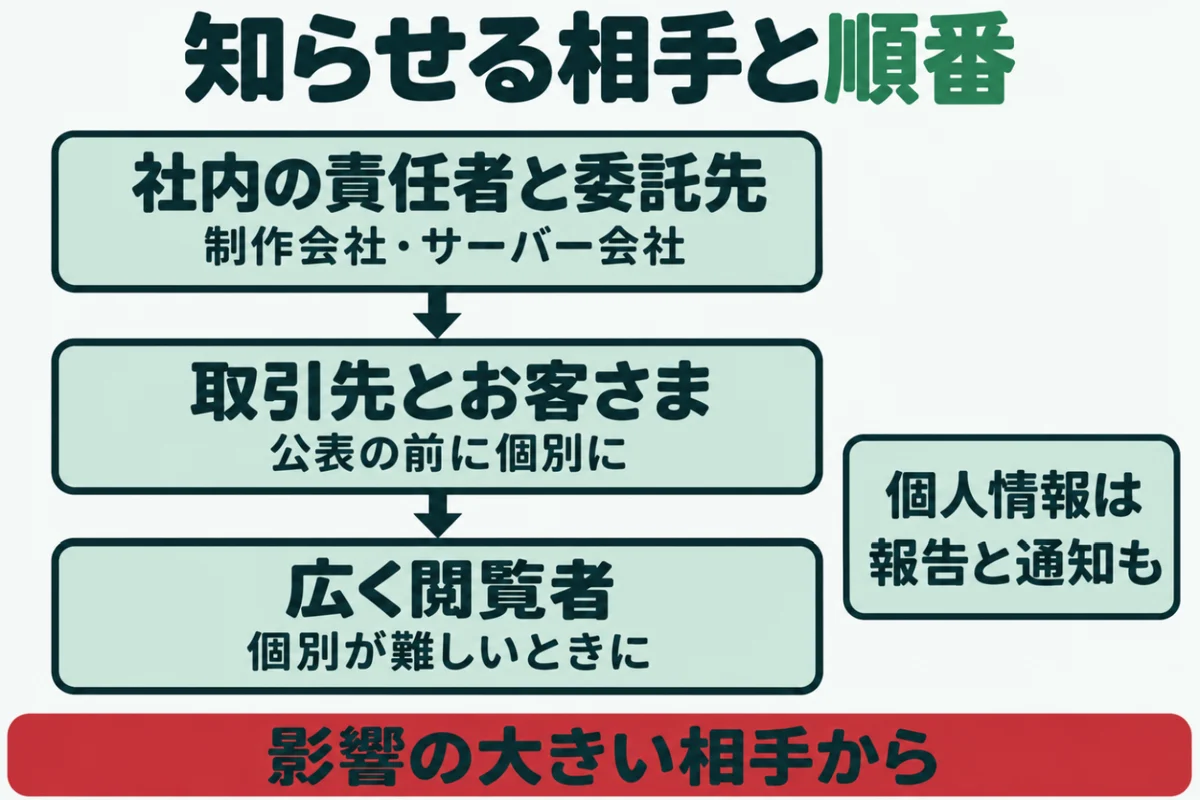 知らせる相手と順番
社内の責任者と委託先
制作会社・サーバー会社
取引先とお客さま
公表の前に個別に
広く閲覧者
個別が難しいときに
個人情報は
報告と通知も
影響の大きい相手から